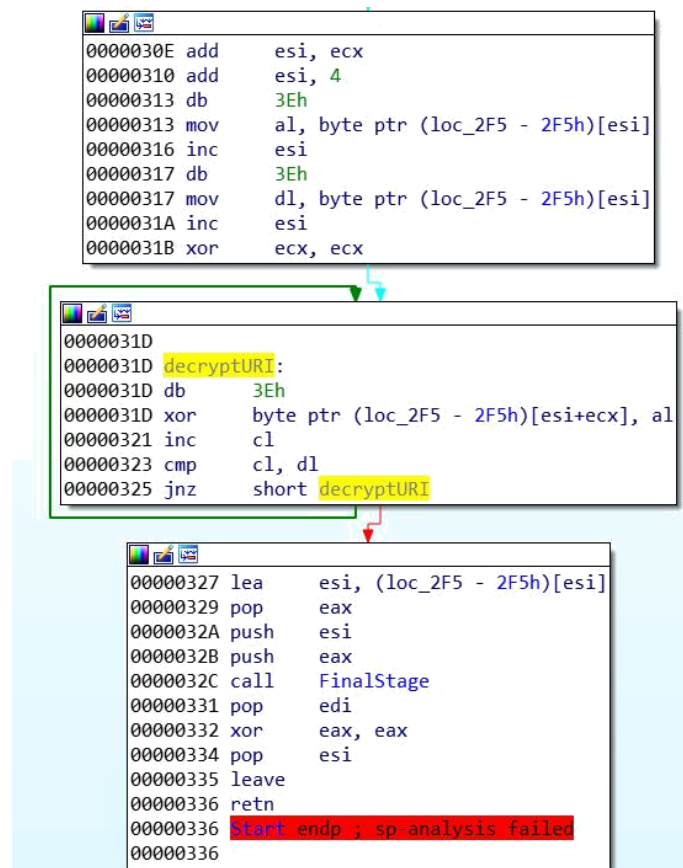 0000030E add esi, ecx
00000310 add esi, 4
00000313 db 3Eh
00000313 mov al, byte ptr (loc_2F5 - 2F5h)[esi]
00000316 inc esi
00000317 db 3Eh
00000317 mov dl, byte ptr (loc_2F5 - 2F5h)[esi]
0000031A inc esi
0000031B xor ecx, ecx
0000031D
0000031D decryptURI:
0000031D db 3Eh
0000031D xor byte ptr (loc_2F5 - 2F5h)[esi+ecx], al
00000321 inc cl
00000323 cmp cl, dl
00000325 jnz short decryptURI
00000327 lea esi, (loc_2F5 - 2F5h)[esi]
00000329 pop eax
0000032A push esi
0000032B push eax
0000032C call FinalStage
00000331 pop edi
00000332 xor eax, eax
00000334 pop esi
00000335 leave
00000336 retn
00000336 Start endp ; sp-analysis failed
00000336